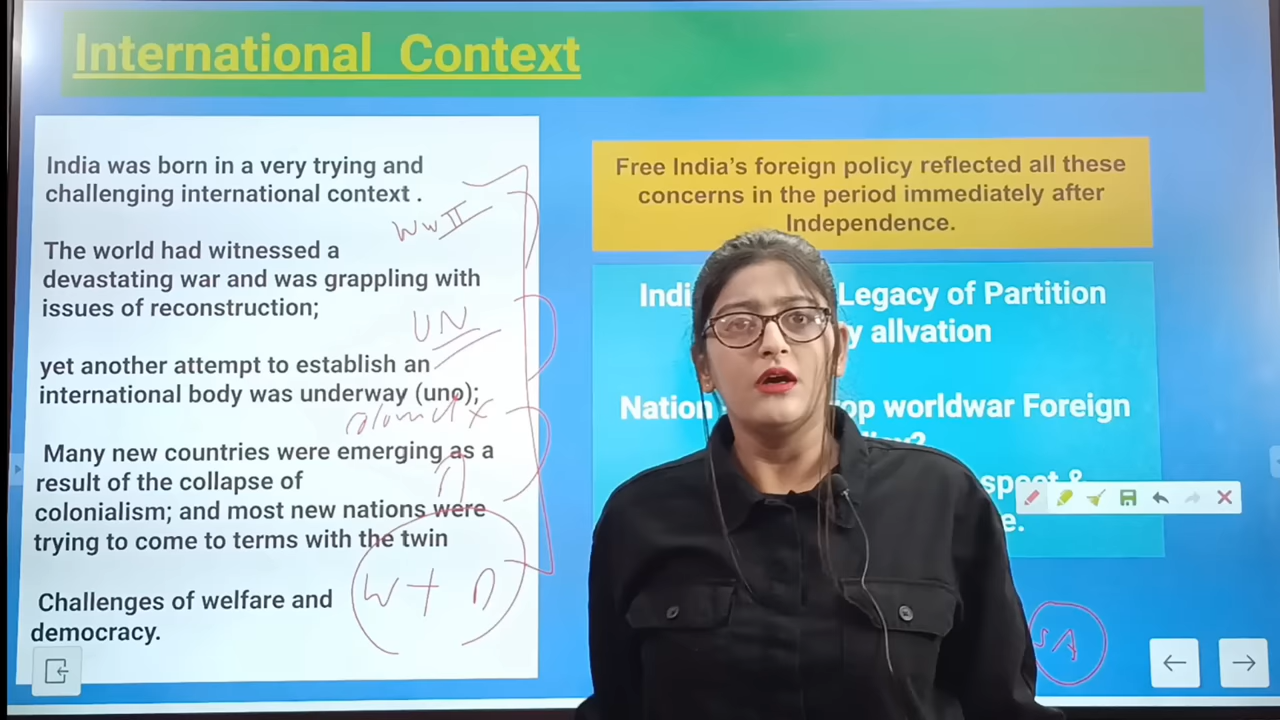 International Context
India was born in a very trying and
challenging international context .
WW II
The world had witnessed a
devastating war and was grappling with
issues of reconstruction;
UN
yet another attempt to establish an
international body was underway (uno);
Many new countries were emerging as a
result of the collapse of
colonialism; and most new nations were
trying to come to terms with the twin
W + D
Challenges of welfare and
democracy.
Free India's foreign policy reflected all these
concerns in the period immediately after
Independence.
Legacy of Partition
allvation
worldwar Foreign
&
SA